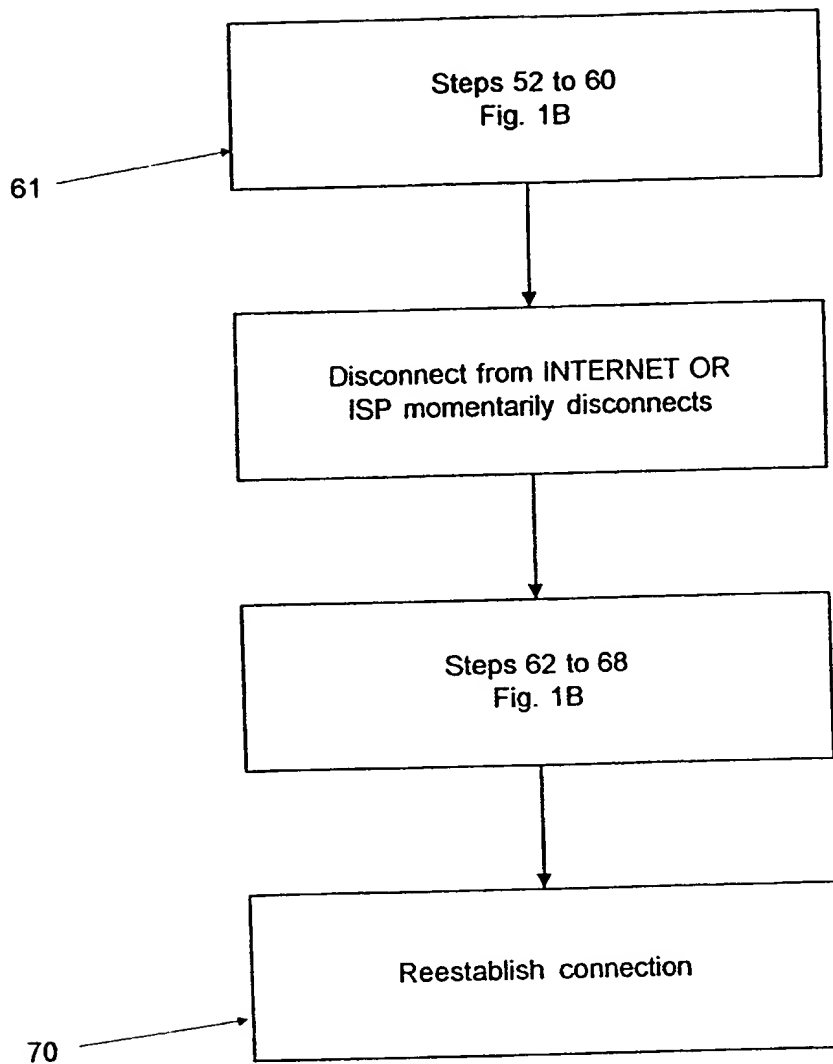 Steps 52 to 60
Fig. 1B
61
Disconnect from INTERNET OR
ISP momentarily disconnects
Steps 62 to 68
Fig. 1B
Reestablish connection
70